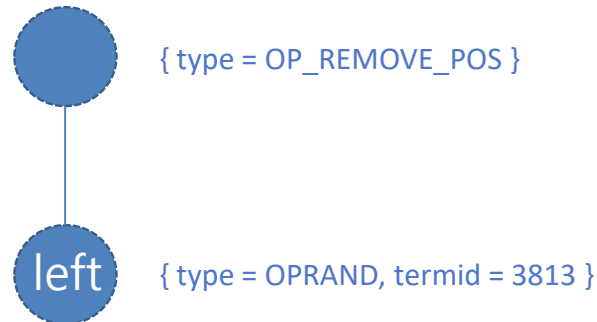 { type = OP_REMOVE_POS }
left
{ type = OPRAND, termid = 3813 }